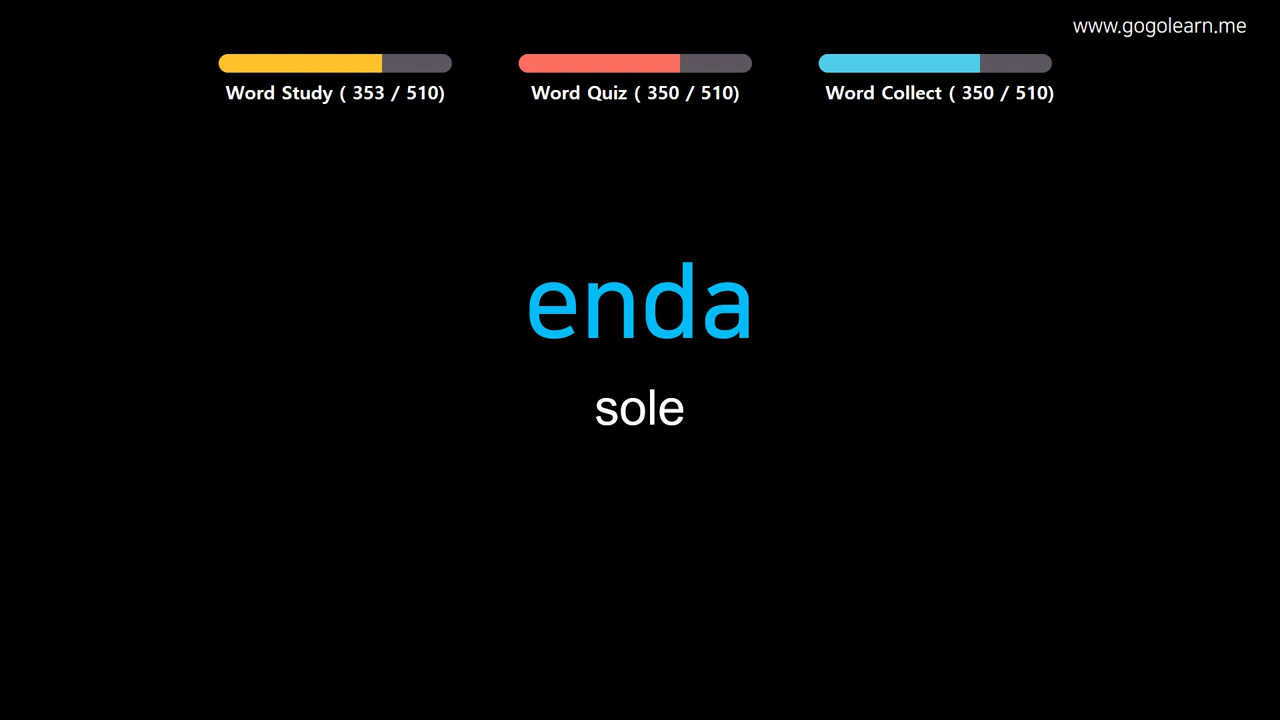 www.gogolearn.me
Word Study ( 353 / 510)
Word Quiz ( 350 / 510)
Word Collect ( 350 / 510)
enda
sole